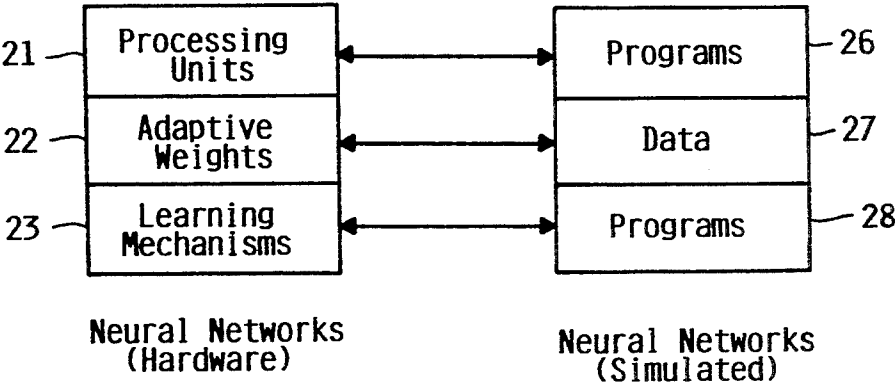 21
Processing
Units
22
Adaptive
Weights
23
Learning
Mechanisms
Neural Networks
(Hardware)
Programs
26
Data
27
Programs
28
Neural Networks
(Simulated)